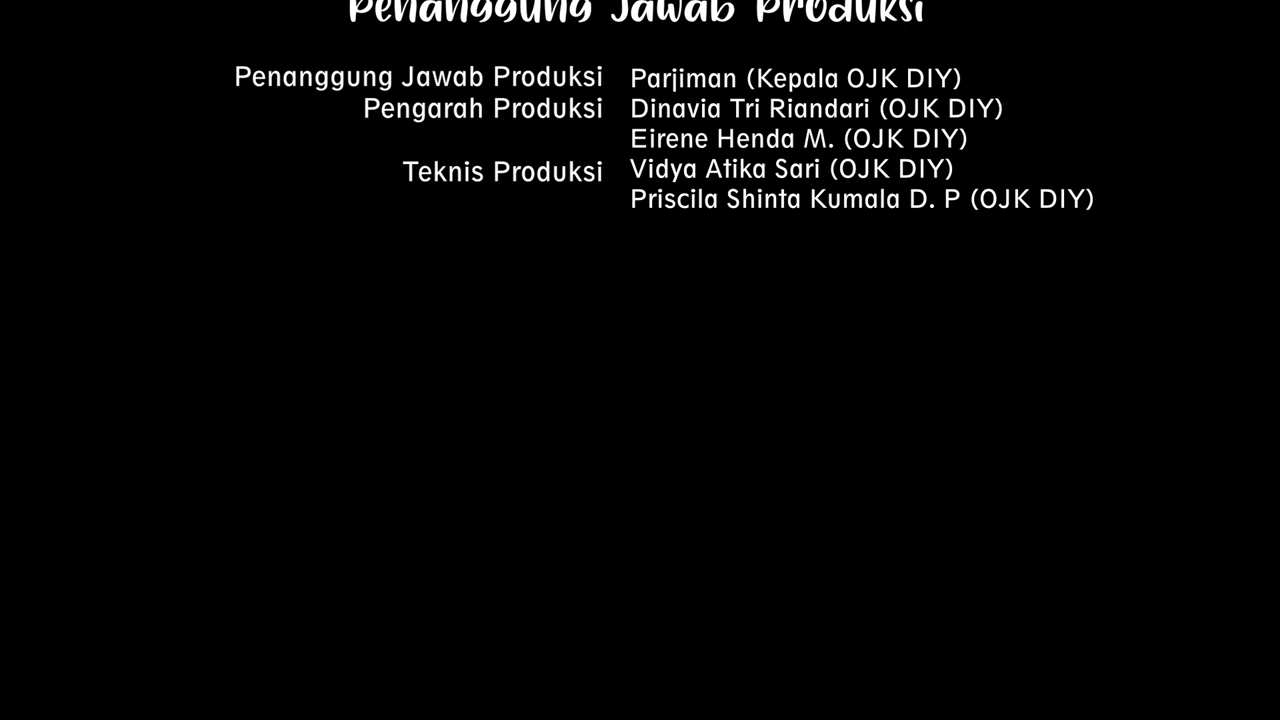 Penanggung Jawab Produksi
Penanggung Jawab Produksi Parjiman (Kepala OJK DIY)
Pengarah Produksi Dinavia Tri Riandari (OJK DIY)
Eirene Henda M. (OJK DIY)
Teknis Produksi Vidya Atika Sari (OJK DIY)
Priscila Shinta Kumala D. P (OJK DIY)